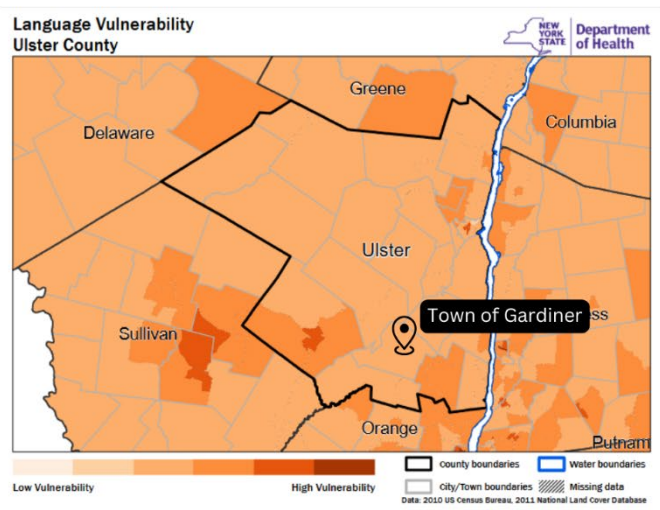 Language Vulnerability
Ulster County
NEW
YORK
STATE
Department
of Health
Greene
Columbia
Delaware
Ulster
Town of Gardiner
ss
Sullivan
Orange
Putnam
Low Vulnerability
High Vulnerability
County boundaries
Water boundaries
City/Town boundaries
Missing data
Data: 2010 US Census Bureau, 2011 National Land Cover Database